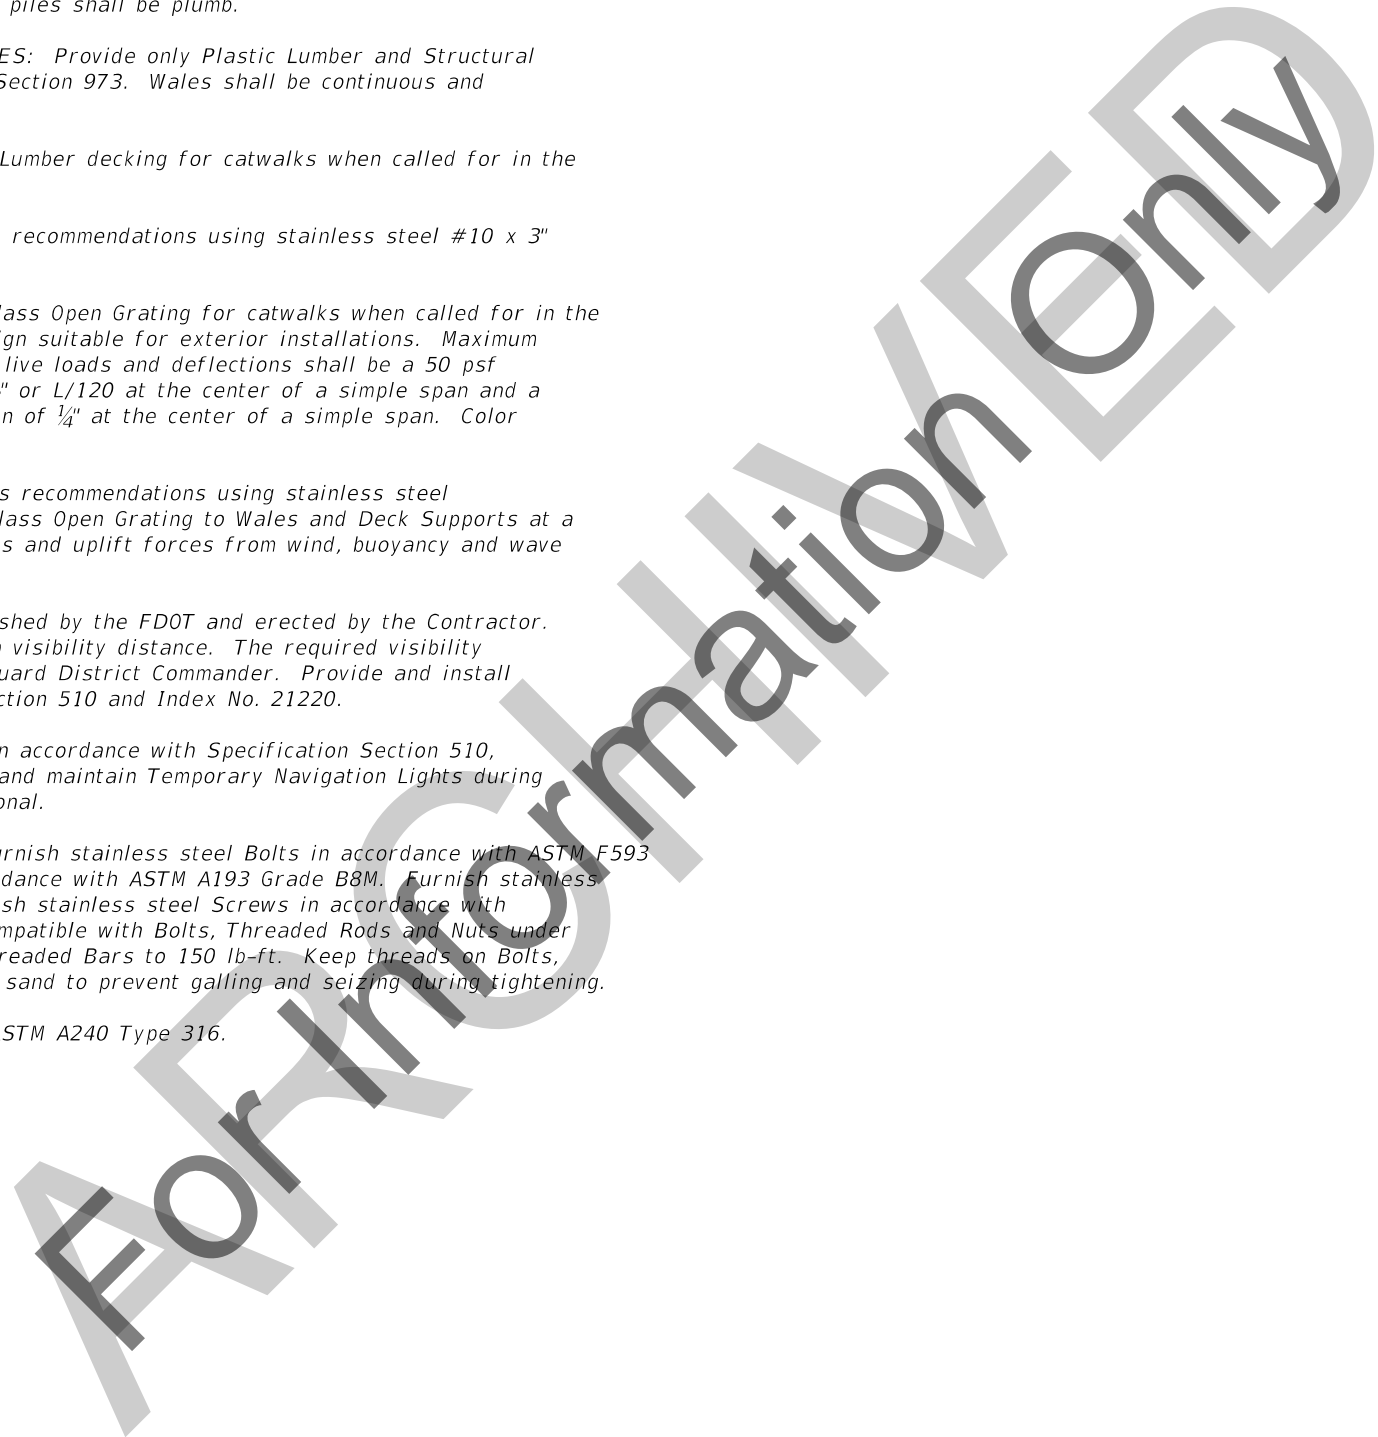 piles shall be plumb.
ES: Provide only Plastic Lumber and Structural
Section 973. Wales shall be continuous and
Lumber decking for catwalks when called for in the
recommendations using stainless steel #10 x 3"
lass Open Grating for catwalks when called for in the
ign suitable for exterior installations. Maximum
live loads and deflections shall be a 50 psf
" or L/120 at the center of a simple span and a
n of ¼" at the center of a simple span. Color
s recommendations using stainless steel
lass Open Grating to Wales and Deck Supports at a
s and uplift forces from wind, buoyancy and wave
shed by the FDOT and erected by the Contractor.
visibility distance. The required visibility
uard District Commander. Provide and install
ction 510 and Index No. 21220.
n accordance with Specification Section 510,
and maintain Temporary Navigation Lights during
onal.
urnish stainless steel Bolts in accordance with ASTM F593
dance with ASTM A193 Grade B8M. Furnish stainless
sh stainless steel Screws in accordance with
mpatible with Bolts, Threaded Rods and Nuts under
readed Bars to 150 lb-ft. Keep threads on Bolts,
sand to prevent galling and seizing during tightening.
STM A240 Type 316.
ARCHIVED
For Information Only